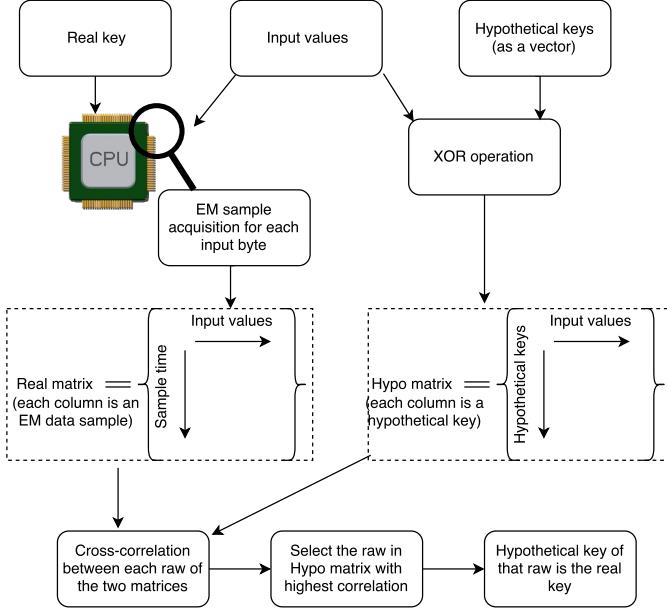 Real key
Input values
Hypothetical keys
(as a vector)
CPU
XOR operation
EM sample
acquisition for each
input byte
Input values
Sample time
Real matrix
(each column is an
EM data sample)
Input values
Hypothetical keys
Hypo matrix
(each column is a
hypothetical key)
Cross-correlation
between each raw of
the two matrices
Select the raw in
Hypo matrix with
highest correlation
Hypothetical key of
that raw is the real
key